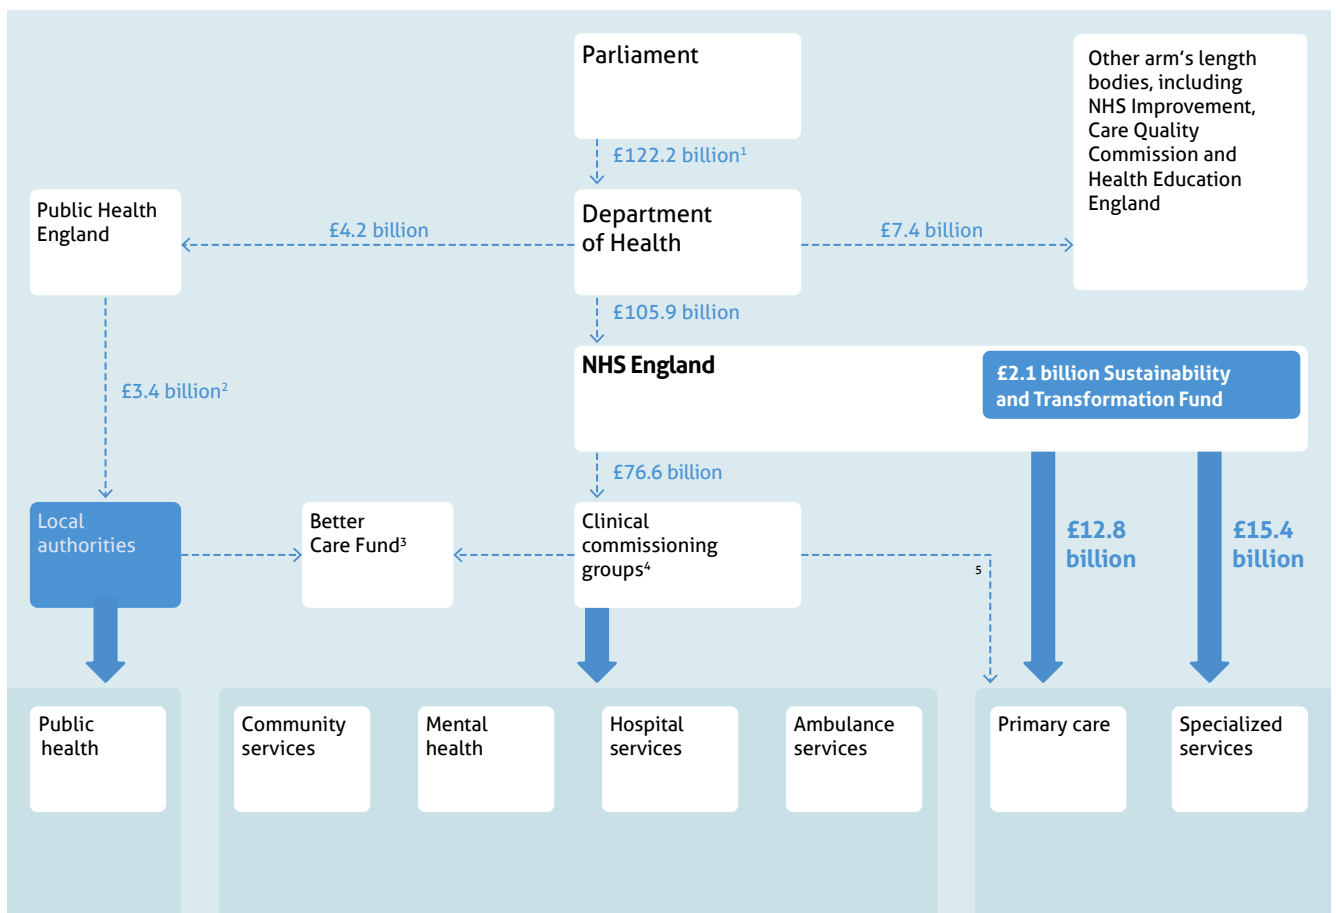 Parliament
Other arm's length
bodies, including
NHS Improvement,
Care Quality
Commission and
Health Education
England
£122.2 billion¹
Public Health
England
£4.2 billion
Department
of Health
£7.4 billion
£105.9 billion
NHS England
£2.1 billion Sustainability
and Transformation Fund
£3.4 billion²
£76.6 billion
Local
authorities
Better
Care Fund³
Clinical
commissioning
groups⁴
5
£12.8
billion
£15.4
billion
Public
health
Community
services
Mental
health
Hospital
services
Ambulance
services
Primary care
Specialized
services